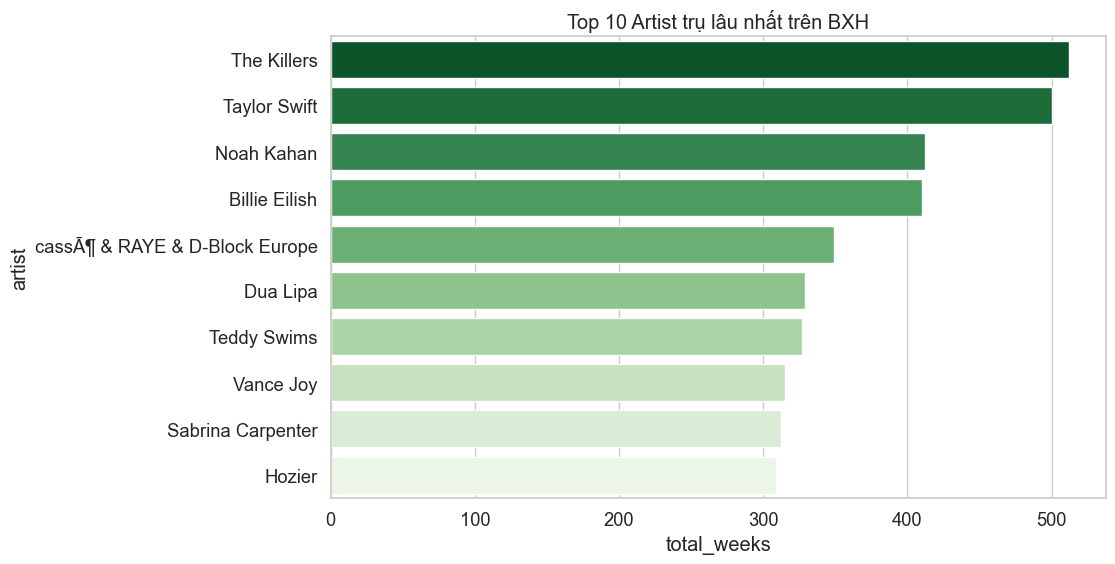 Top 10 Artist trụ lâu nhất trên BXH
The Killers
Taylor Swift
Noah Kahan
Billie Eilish
cassÃ¶ & RAYE & D-Block Europe
Dua Lipa
Teddy Swims
Vance Joy
Sabrina Carpenter
Hozier
artist
0 100 200 300 400 500
total_weeks